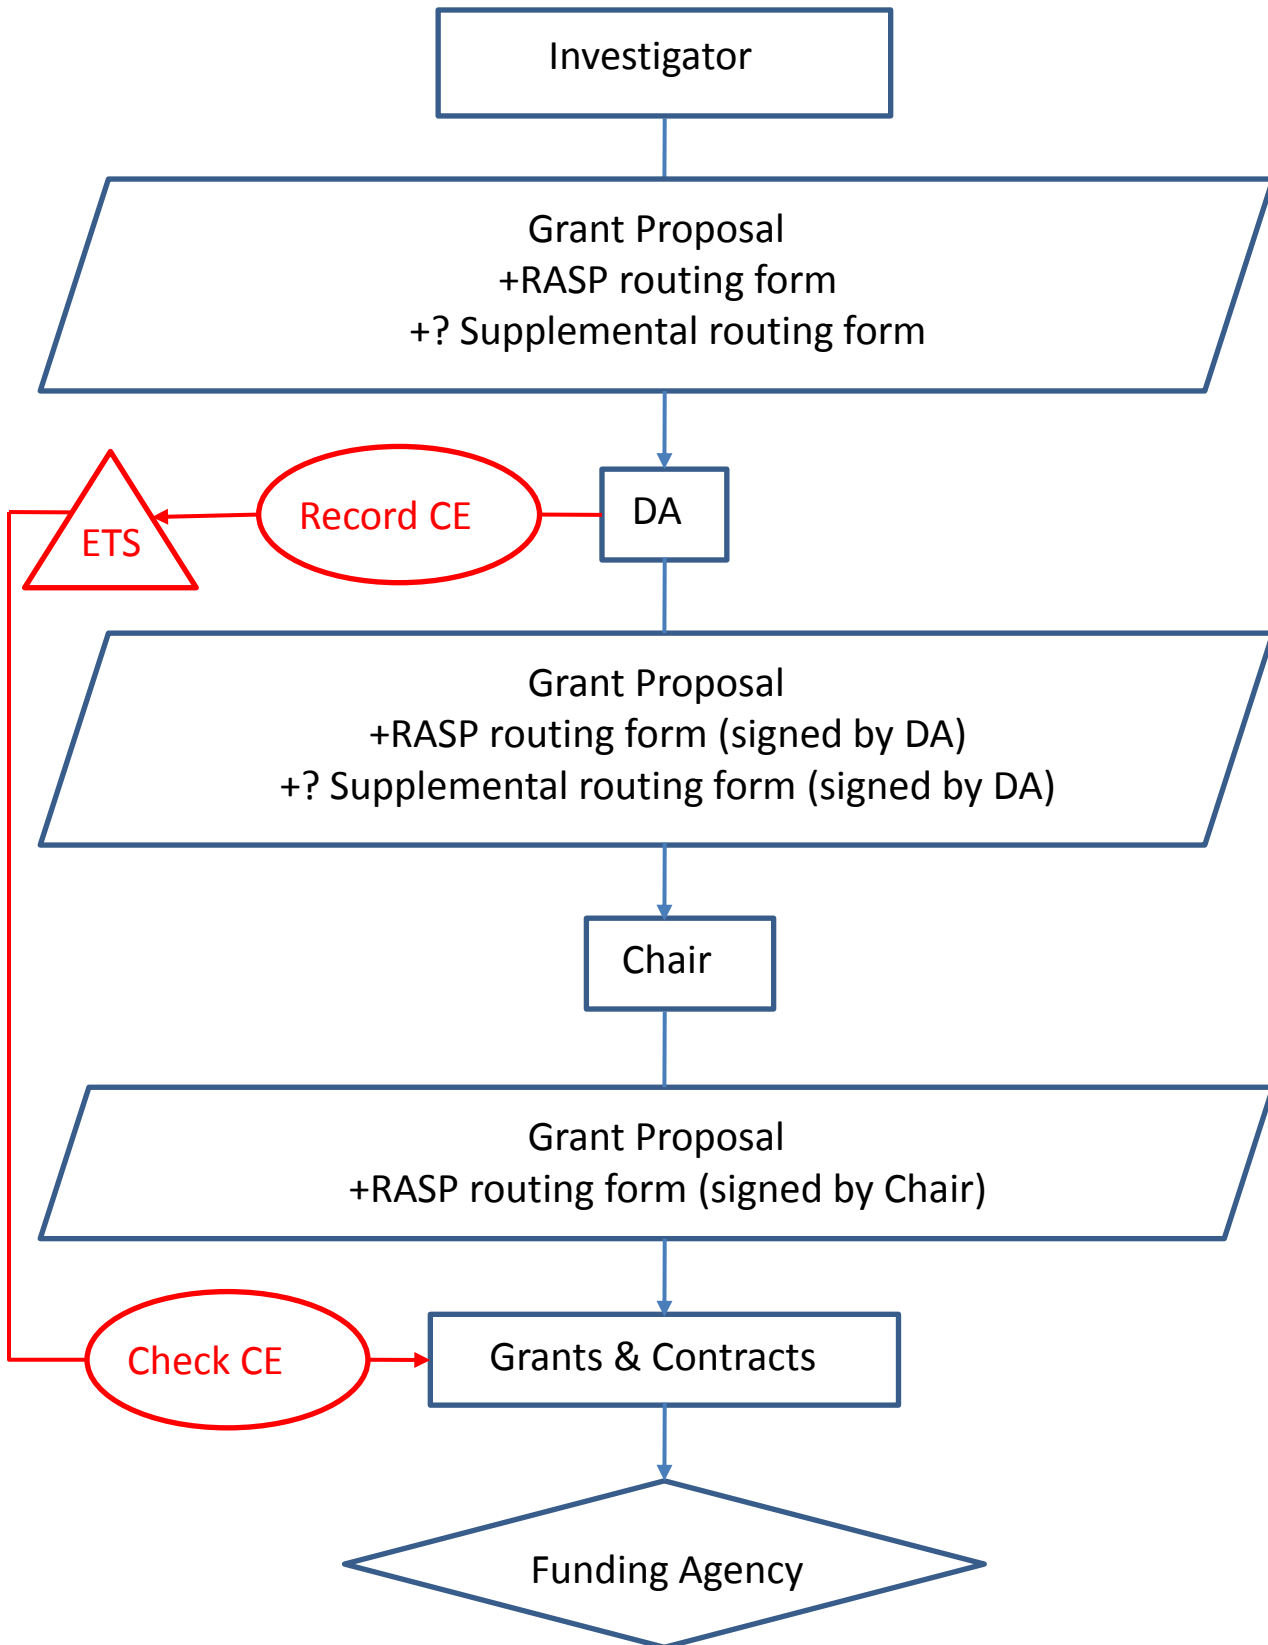 Investigator
Grant Proposal
+RASP routing form
+? Supplemental routing form
ETS
Record CE
DA
Grant Proposal
+RASP routing form (signed by DA)
+? Supplemental routing form (signed by DA)
Chair
Grant Proposal
+RASP routing form (signed by Chair)
Check CE
Grants & Contracts
Funding Agency